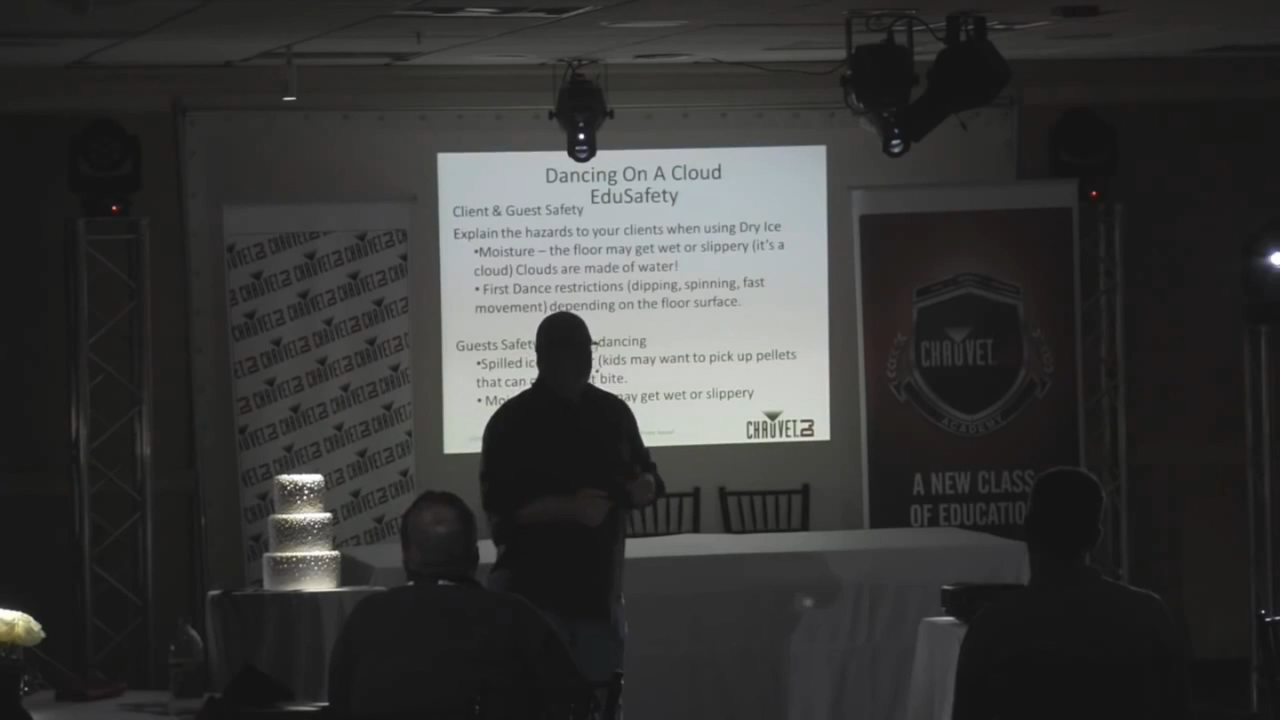 Dancing On A Cloud
EduSafety
Client & Guest Safety
Explain the hazards to your clients when using Dry Ice
•Moisture – the floor may get wet or slippery (it's a
cloud) Clouds are made of water!
• First Dance restrictions (dipping, spinning, fast
movement) depending on the floor surface.
Guests Safety dancing
•Spilled (kids may want to pick up pellets
that can bite.
• may get wet or slippery
CHAUVET DJ
CHAUVET
ACADEMY
A NEW CLASS
OF EDUCATIO
CHAUVET DJ